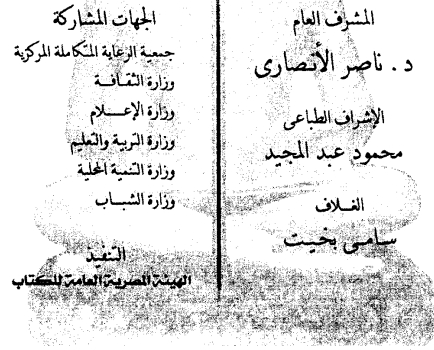 المشرف العام
د. ناصر الأنصارى
الإشراف الطباعى
محمود عبد المجيد
الغلاف
سامى بخيت
الجهات المشاركة
جمعية الرعاية المتكاملة المركزية
وزارة الثقافة
وزارة الإعلام
وزارة التربية والتعليم
وزارة التنمية المحلية
وزارة الشباب
التنفيذ
الهيئة المصرية العامة للكتاب